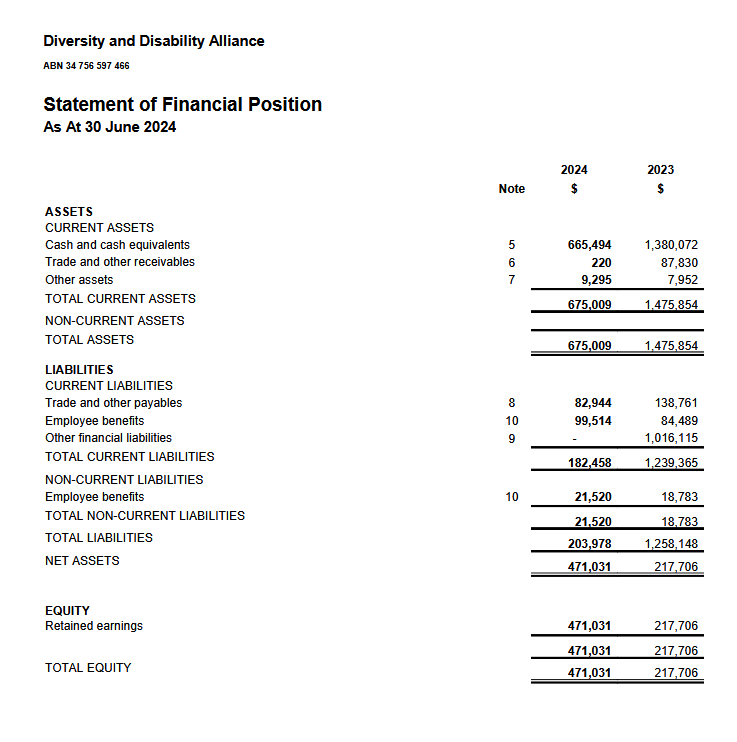 Diversity and Disability Alliance
ABN 34 756 597 466
Statement of Financial Position
As At 30 June 2024
2024 2023
Note $ $
ASSETS
CURRENT ASSETS
Cash and cash equivalents 5 665,494 1,380,072
Trade and other receivables 6 220 87,830
Other assets 7 9,295 7,952
TOTAL CURRENT ASSETS 675,009 1,475,854
NON-CURRENT ASSETS
TOTAL ASSETS 675,009 1,475,854
LIABILITIES
CURRENT LIABILITIES
Trade and other payables 8 82,944 138,761
Employee benefits 10 99,514 84,489
Other financial liabilities 9 - 1,016,115
TOTAL CURRENT LIABILITIES 182,458 1,239,365
NON-CURRENT LIABILITIES
Employee benefits 10 21,520 18,783
TOTAL NON-CURRENT LIABILITIES 21,520 18,783
TOTAL LIABILITIES 203,978 1,258,148
NET ASSETS 471,031 217,706
EQUITY
Retained earnings 471,031 217,706
471,031 217,706
TOTAL EQUITY 471,031 217,706